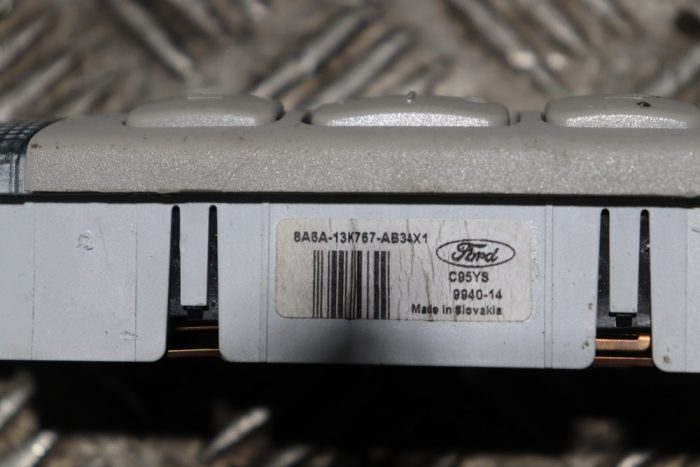 8A6A-13K767-AB34X1
Ford
C95YS
9940-14
Made in Slovakia